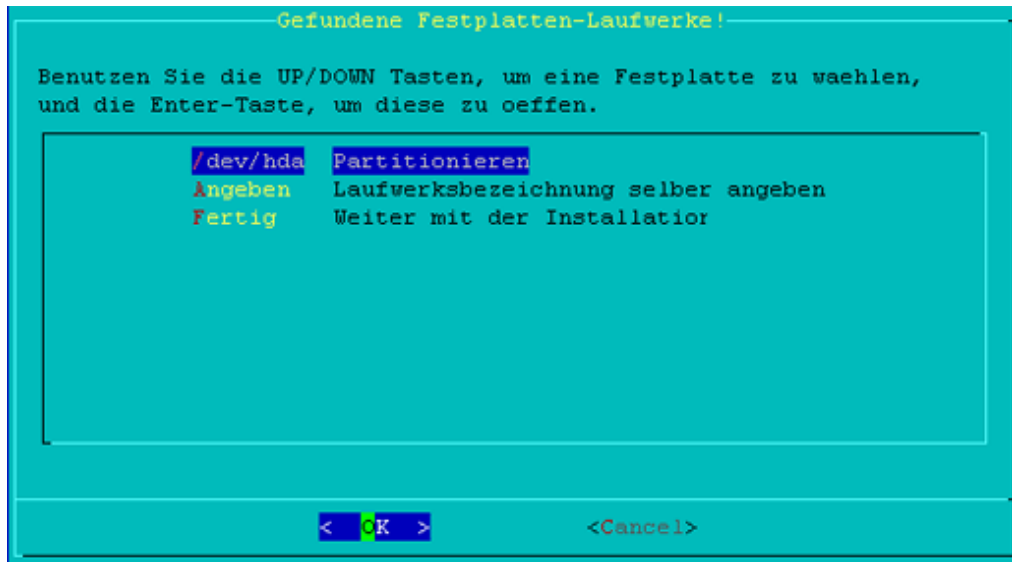 Gefundene Festplatten-Laufwerke!
Benutzen Sie die UP/DOWN Tasten, um eine Festplatte zu waehlen,
und die Enter-Taste, um diese zu oeffen.
/dev/hda Partitionieren
Angeben Laufwerksbezeichnung selber angeben
Fertig Weiter mit der Installatior
< OK > <Cancel>